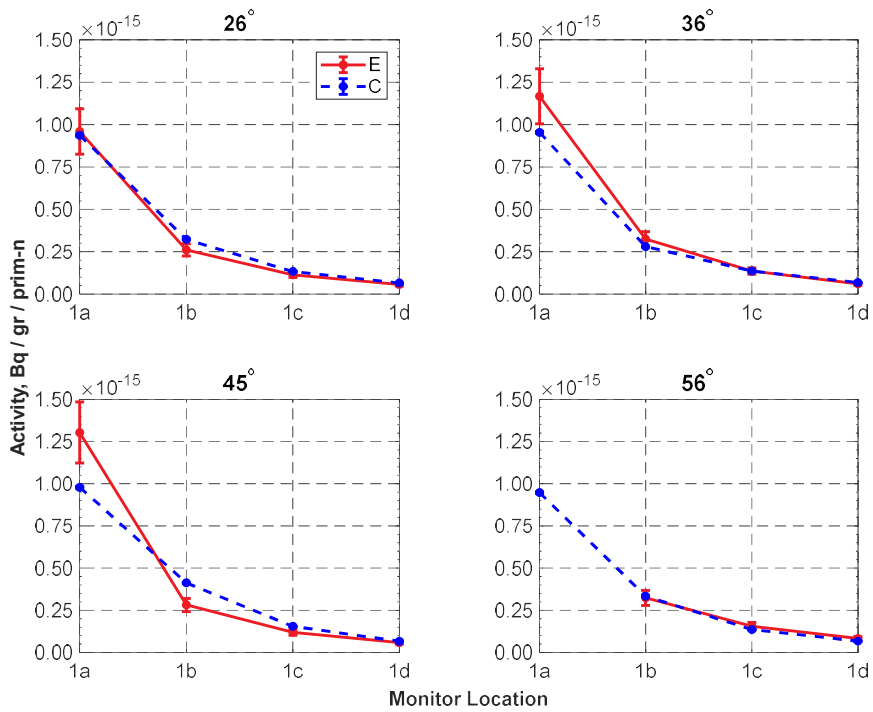 ×10^-15
26°
1.50
1.25
1.00
0.75
0.50
0.25
0.00
1a
1b
1c
1d
E
C
×10^-15
36°
1.50
1.25
1.00
0.75
0.50
0.25
0.00
1a
1b
1c
1d
Activity, Bq / gr / prim-n
×10^-15
45°
1.50
1.25
1.00
0.75
0.50
0.25
0.00
1a
1b
1c
1d
×10^-15
56°
1.50
1.25
1.00
0.75
0.50
0.25
0.00
1a
1b
1c
1d
Monitor Location